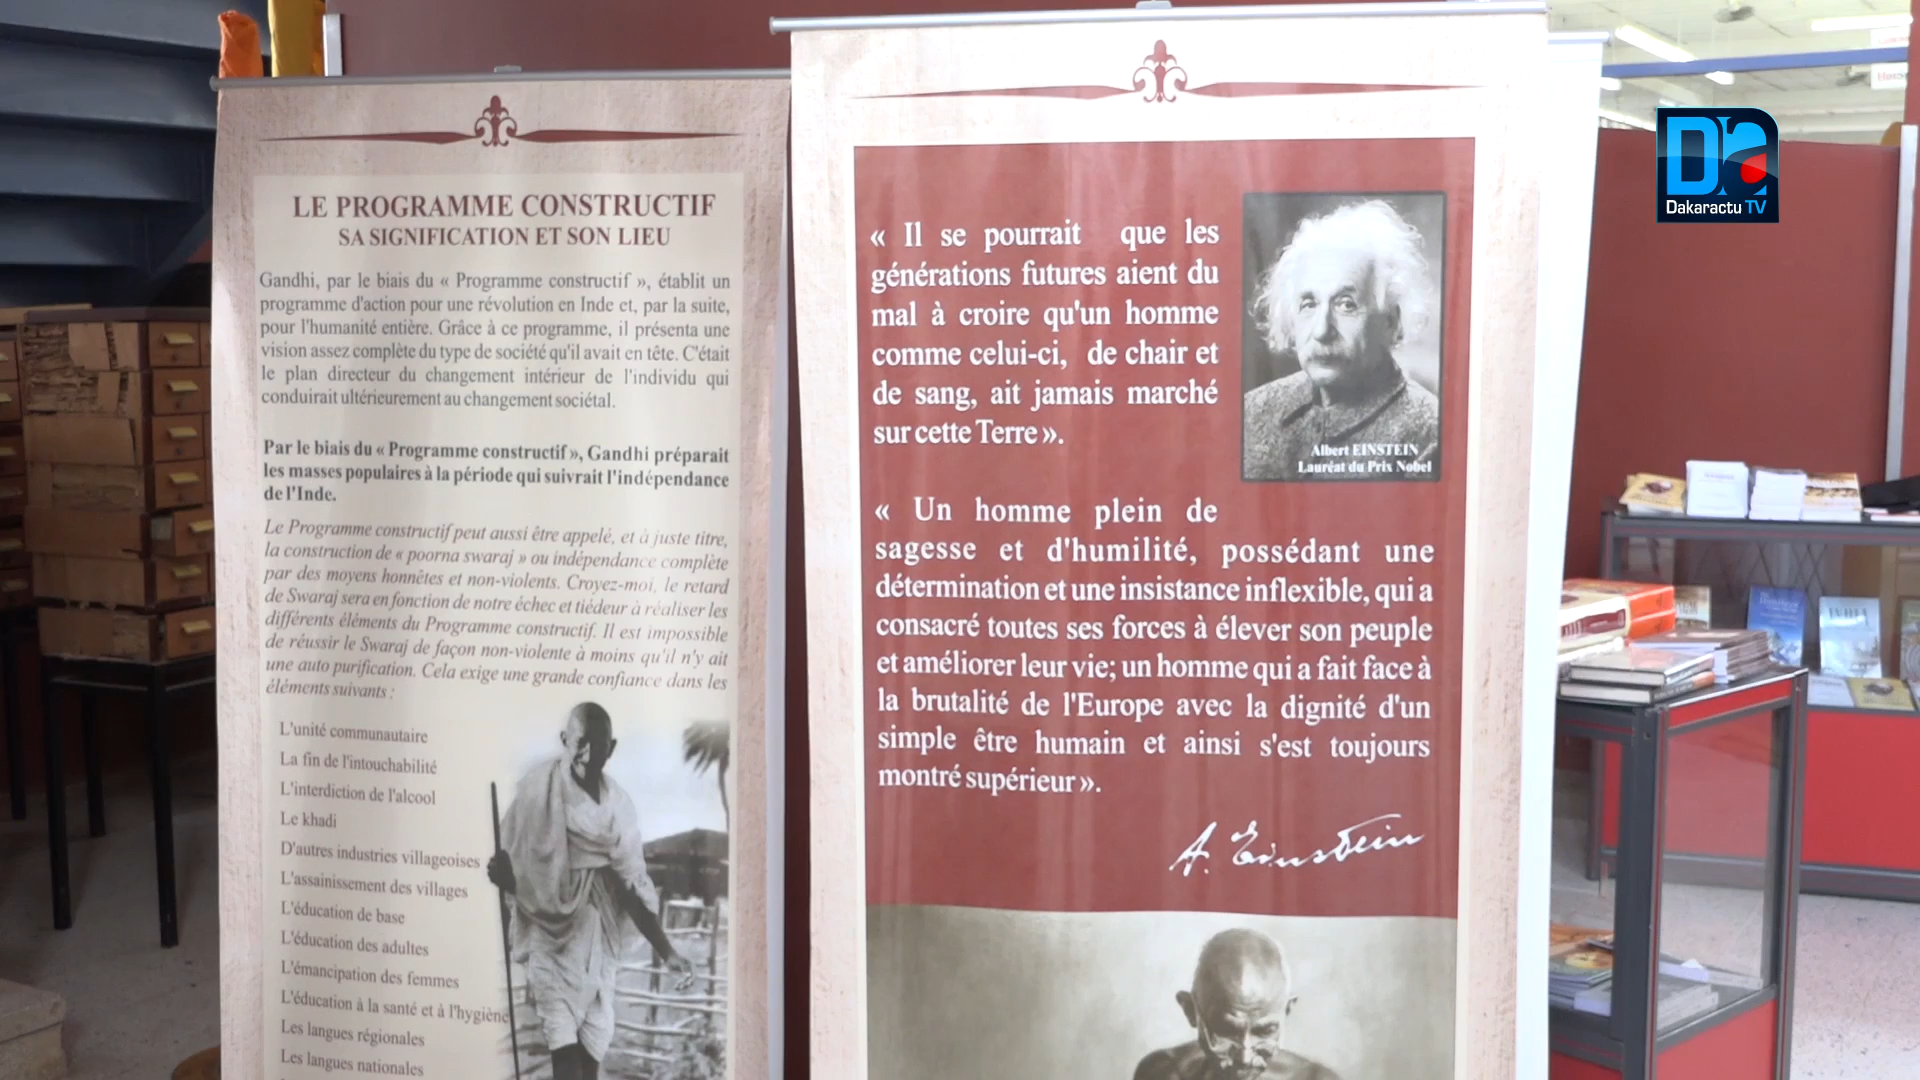 LE PROGRAMME CONSTRUCTIF
SA SIGNIFICATION ET SON LIEU
Gandhi, par le biais du « Programme constructif », établit un
programme d'action pour une révolution en Inde et, par la suite,
pour l'humanité entière. Grâce à ce programme, il présenta une
vision assez complète du type de société qu'il avait en tête. C'était
le plan directeur du changement intérieur de l'individu qui
conduirait ultérieurement au changement sociétal.
Par le biais du « Programme constructif », Gandhi préparait
les masses populaires à la période qui suivrait l'indépendance
de l'Inde.
Le Programme constructif peut aussi être appelé, et à juste titre,
la construction de « poorna swaraj » ou indépendance complète
par des moyens honnêtes et non-violents. Croyez-moi, le retard
de Swaraj sera en fonction de notre échec et tiédeur à réaliser les
différents éléments du Programme constructif. Il est impossible
de réussir le Swaraj de façon non-violente à moins qu'il n'y ait
une auto purification. Cela exige une grande confiance dans les
éléments suivants :
L'unité communautaire
La fin de l'intouchabilité
L'interdiction de l'alcool
Le khadi
D'autres industries villageoises
L'assainissement des villages
L'éducation de base
L'éducation des adultes
L'émancipation des femmes
L'éducation à la santé et à l'hygiène
Les langues régionales
Les langues nationales
« Il se pourrait que les
générations futures aient du
mal à croire qu'un homme
comme celui-ci, de chair et
de sang, ait jamais marché
sur cette Terre ».
Albert EINSTEIN
Lauréat du Prix Nobel
« Un homme plein de
sagesse et d'humilité, possédant une
détermination et une insistance inflexible, qui a
consacré toutes ses forces à élever son peuple
et améliorer leur vie; un homme qui a fait face à
la brutalité de l'Europe avec la dignité d'un
simple être humain et ainsi s'est toujours
montré supérieur ».
A. Einstein
Da
Dakaractu TV
INDIA